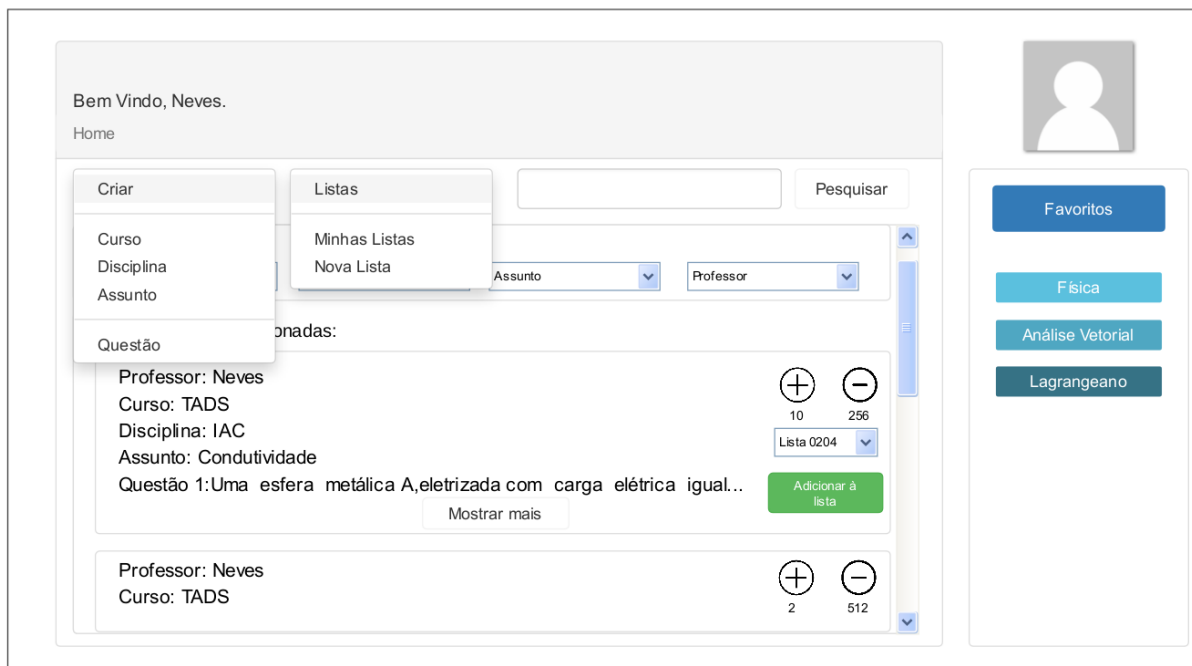 Bem Vindo, Neves.
Home
Criar
Curso
Disciplina
Assunto
Questão
Listas
Minhas Listas
Nova Lista
Pesquisar
Assunto
Professor
onadas:
Professor: Neves
Curso: TADS
Disciplina: IAC
Assunto: Condutividade
Questão 1:Uma esfera metálica A,eletrizada com carga elétrica igual...
Mostrar mais
10
256
Lista 0204
Adicionar à
lista
Professor: Neves
Curso: TADS
2
512
Favoritos
Física
Análise Vetorial
Lagrangeano